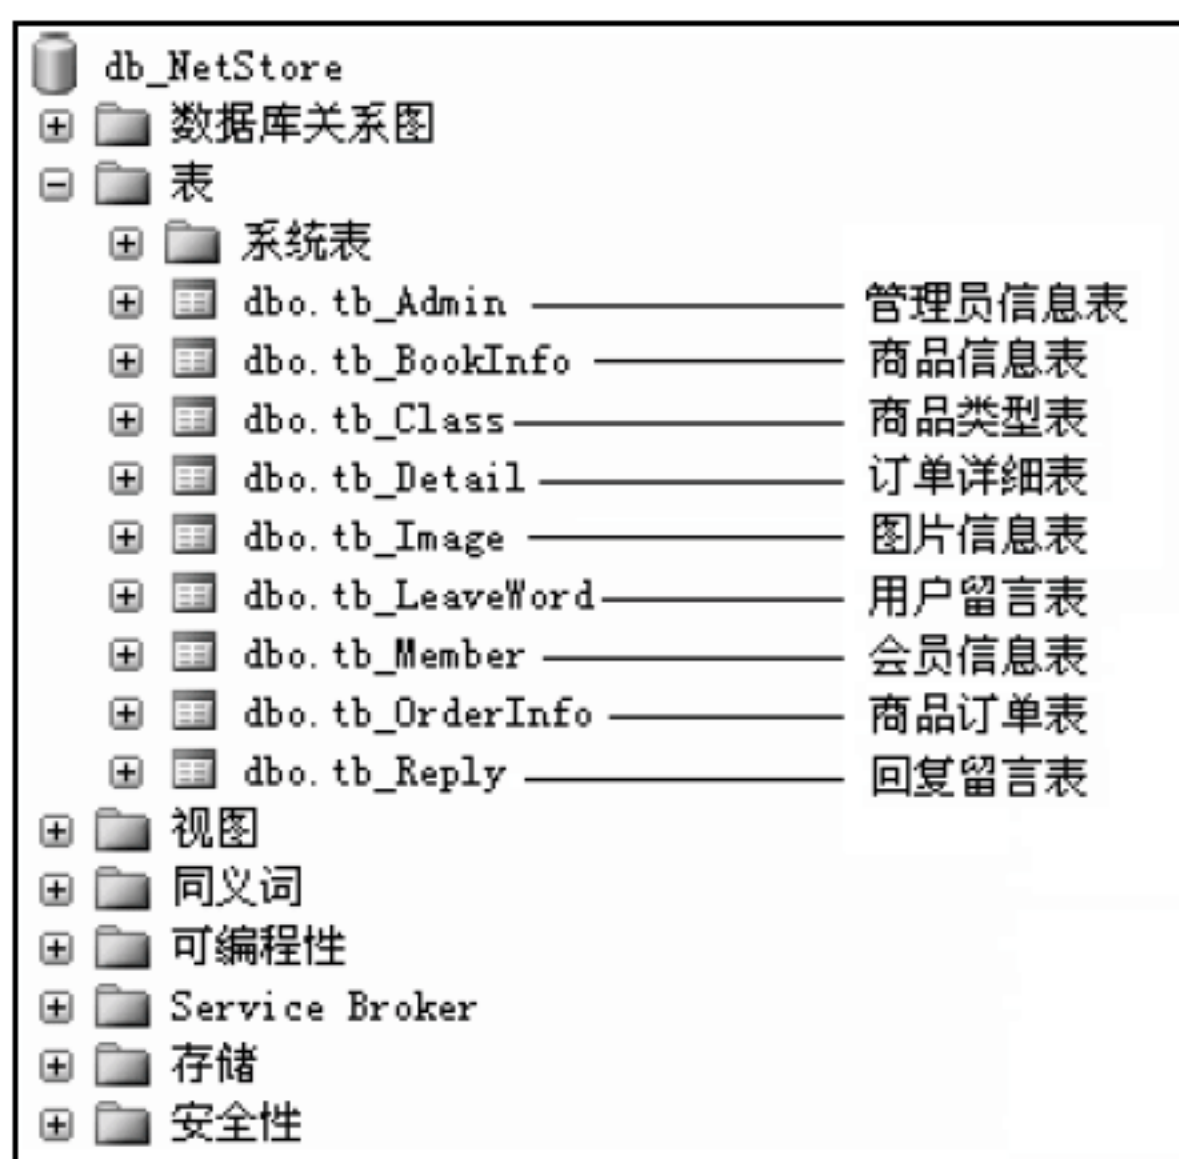 db_NetStore
数据库关系图
表
系统表
dbo.tb_Admin 管理员信息表
dbo.tb_BookInfo 商品信息表
dbo.tb_Class 商品类型表
dbo.tb_Detail 订单详细表
dbo.tb_Image 图片信息表
dbo.tb_LeaveWord 用户留言表
dbo.tb_Member 会员信息表
dbo.tb_OrderInfo 商品订单表
dbo.tb_Reply 回复留言表
视图
同义词
可编程性
Service Broker
存储
安全性